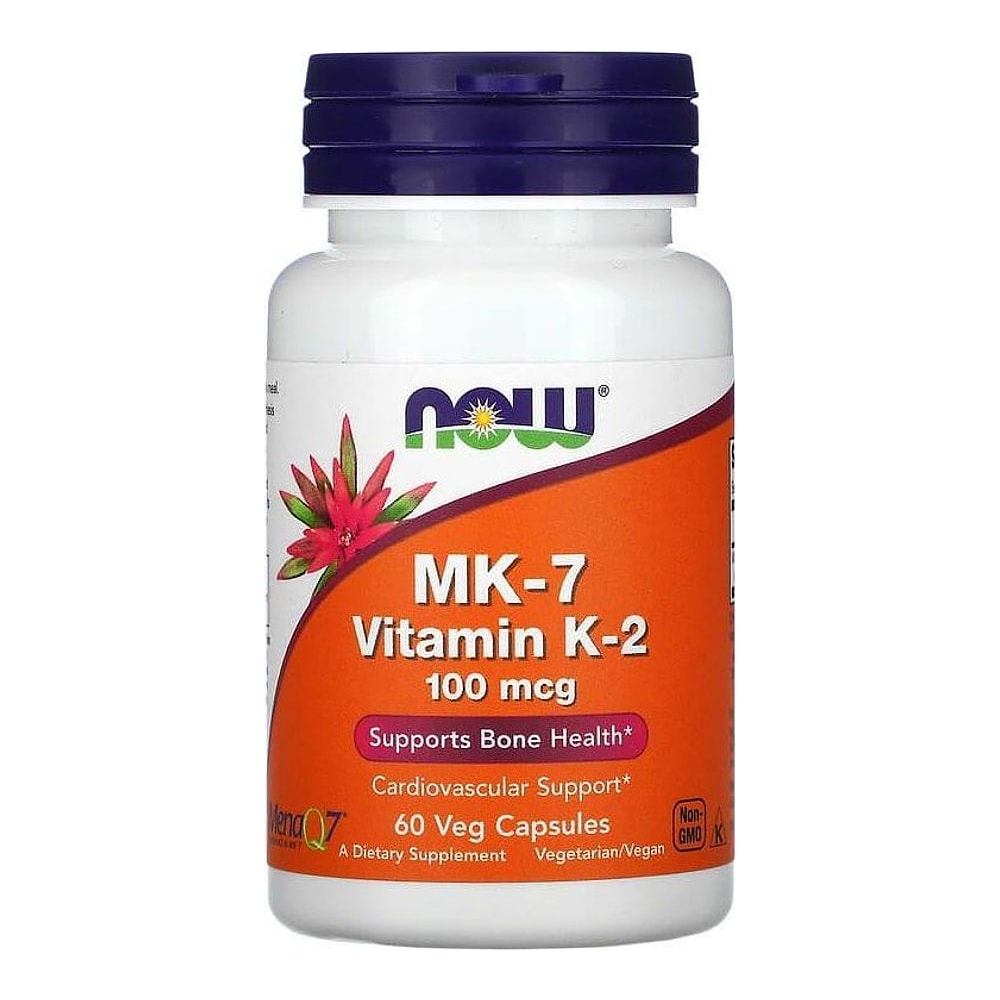 now®
MK-7
Vitamin K-2
100 mcg
Supports Bone Health*
Cardiovascular Support*
60 Veg Capsules
A Dietary Supplement
Vegetarian/Vegan
MenaQ7®
Non-
GMO
K
meal.